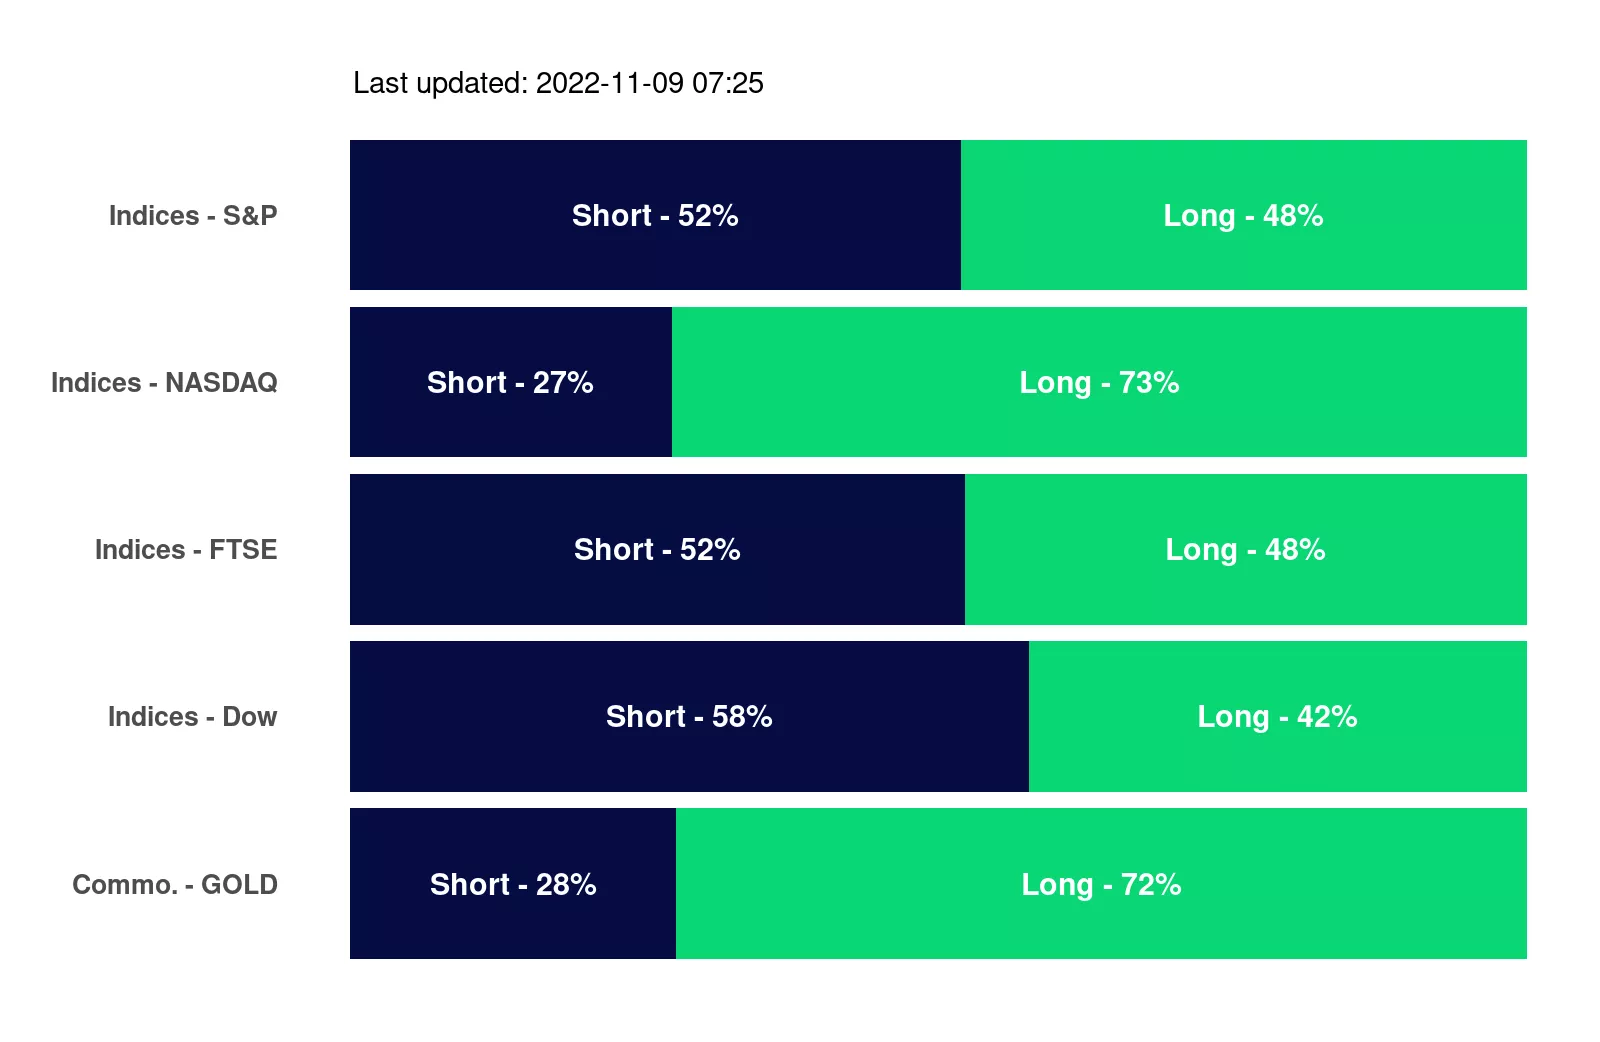 Last updated: 2022-11-09 07:25
Indices - S&P Short - 52% Long - 48%
Indices - NASDAQ Short - 27% Long - 73%
Indices - FTSE Short - 52% Long - 48%
Indices - Dow Short - 58% Long - 42%
Commo. - GOLD Short - 28% Long - 72%